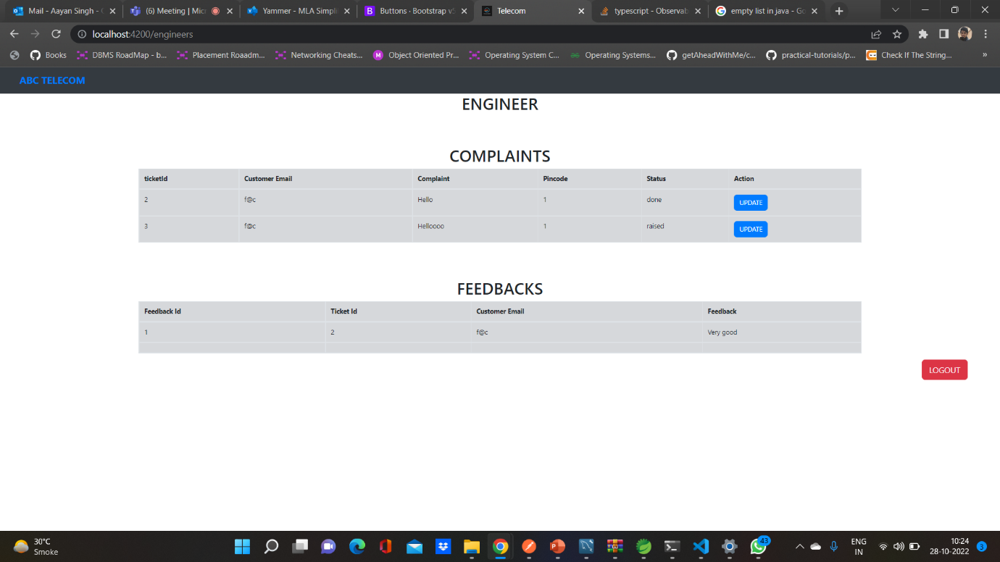 Mail - Aayan Singh - (6) Meeting | Mic Yammer - MLA Simpli Buttons · Bootstrap v5 Telecom typescript - Observab empty list in java - Go
localhost:4200/engineers
Books DBMS RoadMap - b... Placement Roaadm... Networking Cheats... Object Oriented Pr... Operating System C... Operating Systems... getAheadWithMe/c... practical-tutorials/p... Check If The String... »
ABC TELECOM
ENGINEER
COMPLAINTS
ticketId Customer Email Complaint Pincode Status Action
2 f@c Hello 1 done UPDATE
3 f@c Helloooo 1 raised UPDATE
FEEDBACKS
Feedback Id Ticket Id Customer Email Feedback
1 2 f@c Very good
LOGOUT
30°C
Smoke
43
ENG
IN
10:24
28-10-2022
3